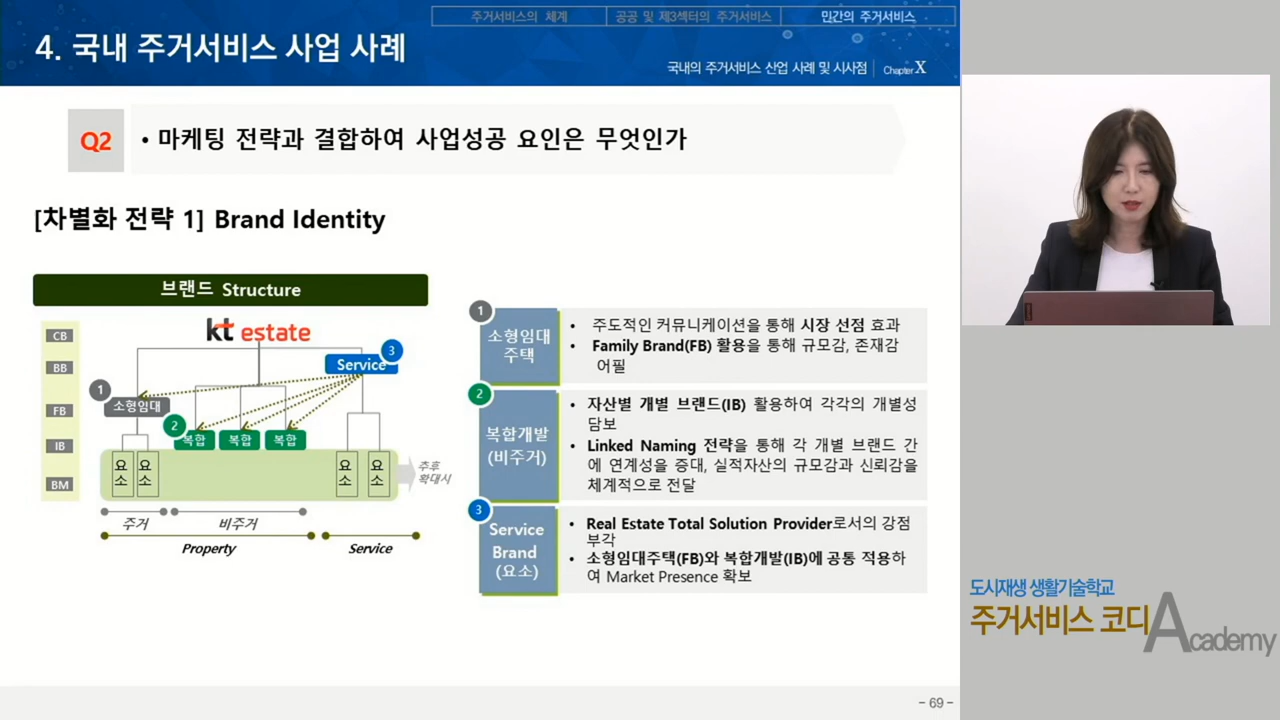 주거서비스의 체계
공공 및 제3섹터의 주거서비스
민간의 주거서비스
4. 국내 주거서비스 사업 사례
국내의 주거서비스 산업 사례 및 시사점
Chapter X
Q2
• 마케팅 전략과 결합하여 사업성공 요인은 무엇인가
[차별화 전략 1] Brand Identity
브랜드 Structure
kt estate
CB
BB
FB
IB
BM
Service
3
1
소형임대
2
복합
복합
복합
요소
요소
요소
요소
추후
확대시
주거
비주거
Property
Service
1
소형임대
주택
• 주도적인 커뮤니케이션을 통해 시장 선점 효과
• Family Brand(FB) 활용을 통해 규모감, 존재감
어필
2
복합개발
(비주거)
• 자산별 개별 브랜드(IB) 활용하여 각각의 개별성
담보
• Linked Naming 전략을 통해 각 개별 브랜드 간
에 연계성을 증대, 실적자산의 규모감과 신뢰감을
체계적으로 전달
3
Service
Brand
(요소)
• Real Estate Total Solution Provider로서의 강점
부각
• 소형임대주택(FB)와 복합개발(IB)에 공통 적용하
여 Market Presence 확보
도시재생 생활기술학교
주거서비스 코디
Academy
- 69 -